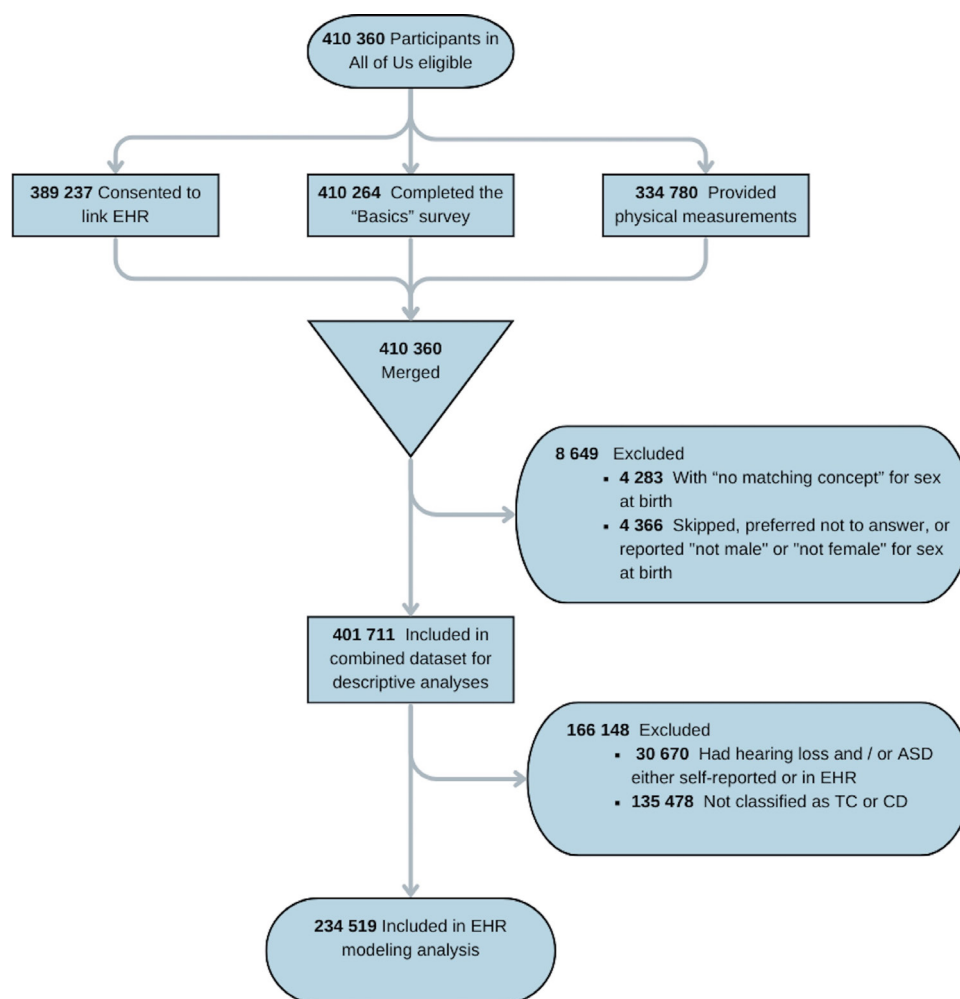 410 360 Participants in
All of Us eligible
389 237 Consented to
link EHR
410 264 Completed the
“Basics” survey
334 780 Provided
physical measurements
410 360
Merged
8 649 Excluded
▪ 4 283 With “no matching concept” for sex
at birth
▪ 4 366 Skipped, preferred not to answer, or
reported "not male" or "not female" for sex
at birth
401 711 Included in
combined dataset for
descriptive analyses
166 148 Excluded
▪ 30 670 Had hearing loss and / or ASD
either self-reported or in EHR
▪ 135 478 Not classified as TC or CD
234 519 Included in EHR
modeling analysis